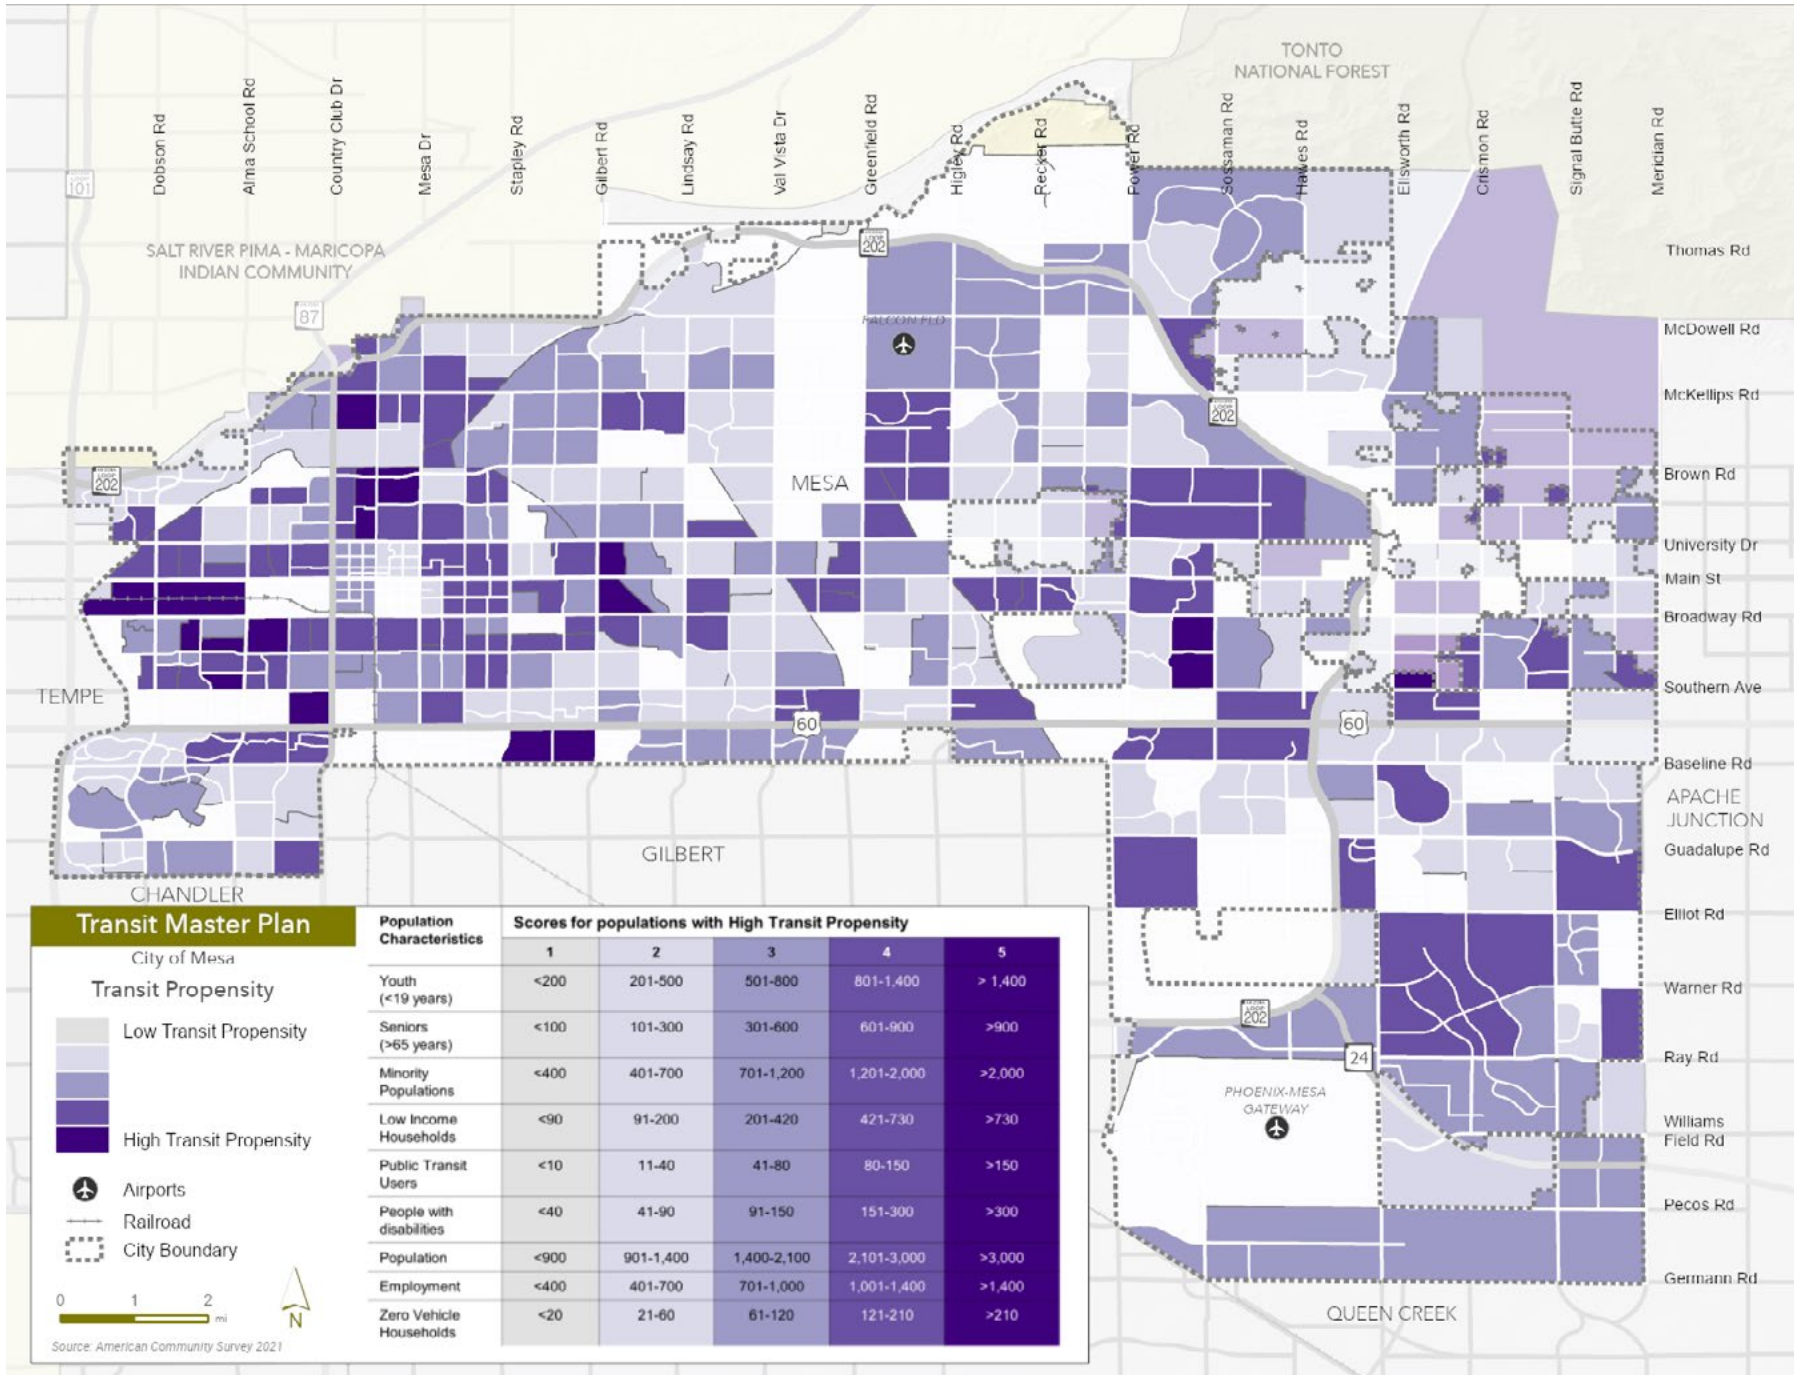 TONTO
NATIONAL FOREST
Dobson Rd
Alma School Rd
Country Club Dr
Mesa Dr
Stapley Rd
Gilbert Rd
Lindsay Rd
Val Vista Dr
Greenfield Rd
Higley Rd
Recker Rd
Power Rd
Sossaman Rd
Hawes Rd
Ellsworth Rd
Crismon Rd
Signal Butte Rd
Meridian Rd
LOOP
101
SALT RIVER PIMA - MARICOPA
INDIAN COMMUNITY
87
LOOP
202
Thomas Rd
FALCON FLD
McDowell Rd
McKellips Rd
LOOP
202
LOOP
202
MESA
Brown Rd
University Dr
Main St
Broadway Rd
TEMPE
Southern Ave
60
60
Baseline Rd
APACHE
JUNCTION
GILBERT
Guadalupe Rd
CHANDLER
Elliot Rd
Warner Rd
LOOP
202
24
Ray Rd
PHOENIX-MESA
GATEWAY
Williams
Field Rd
Pecos Rd
Germann Rd
QUEEN CREEK
Transit Master Plan
City of Mesa
Transit Propensity
Low Transit Propensity
High Transit Propensity
Airports
Railroad
City Boundary
0 1 2 mi
N
Source: American Community Survey 2021
Population
Characteristics
Scores for populations with High Transit Propensity
1 2 3 4 5
Youth
(<19 years)
<200 201-500 501-800 801-1,400 > 1,400
Seniors
(>65 years)
<100 101-300 301-600 601-900 >900
Minority
Populations
<400 401-700 701-1,200 1,201-2,000 >2,000
Low Income
Households
<90 91-200 201-420 421-730 >730
Public Transit
Users
<10 11-40 41-80 80-150 >150
People with
disabilities
<40 41-90 91-150 151-300 >300
Population <900 901-1,400 1,400-2,100 2,101-3,000 >3,000
Employment <400 401-700 701-1,000 1,001-1,400 >1,400
Zero Vehicle
Households
<20 21-60 61-120 121-210 >210